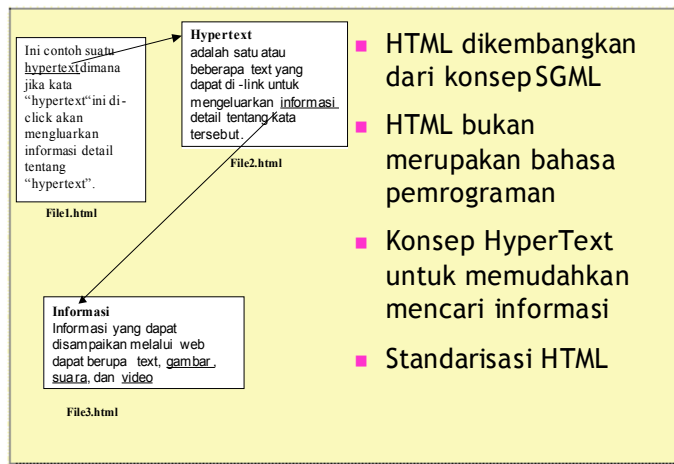 Ini contoh suatu
hypertext dimana
jika kata
“hypertext“ini di-
click akan
mengluarkan
informasi detail
tentang
“hypertext”.
File1.html
Hypertext
adalah satu atau
beberapa text yang
dapat di -link untuk
mengeluarkan informasi
detail tentang kata
tersebut.
File2.html
Informasi
Informasi yang dapat
disampaikan melalui web
dapat berupa text, gambar,
suara, dan video
File3.html
HTML dikembangkan
dari konsep SGML
HTML bukan
merupakan bahasa
pemrograman
Konsep HyperText
untuk memudahkan
mencari informasi
Standarisasi HTML